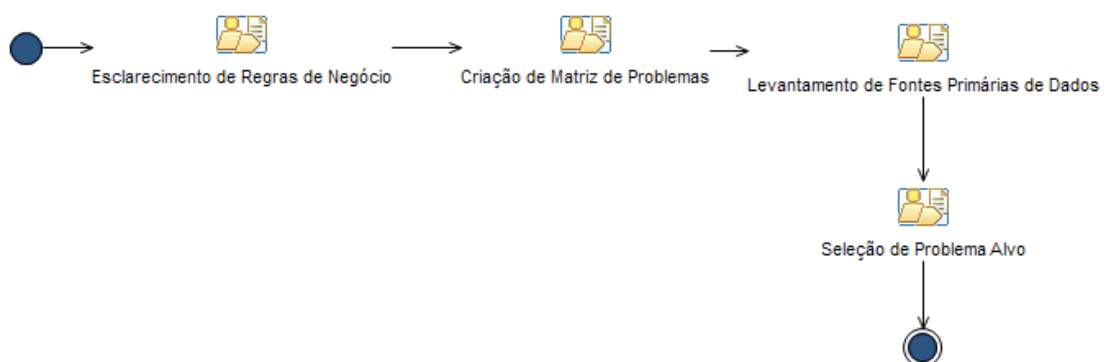 Esclarecimento de Regras de Negócio
Criação de Matriz de Problemas
Levantamento de Fontes Primárias de Dados
Seleção de Problema Alvo